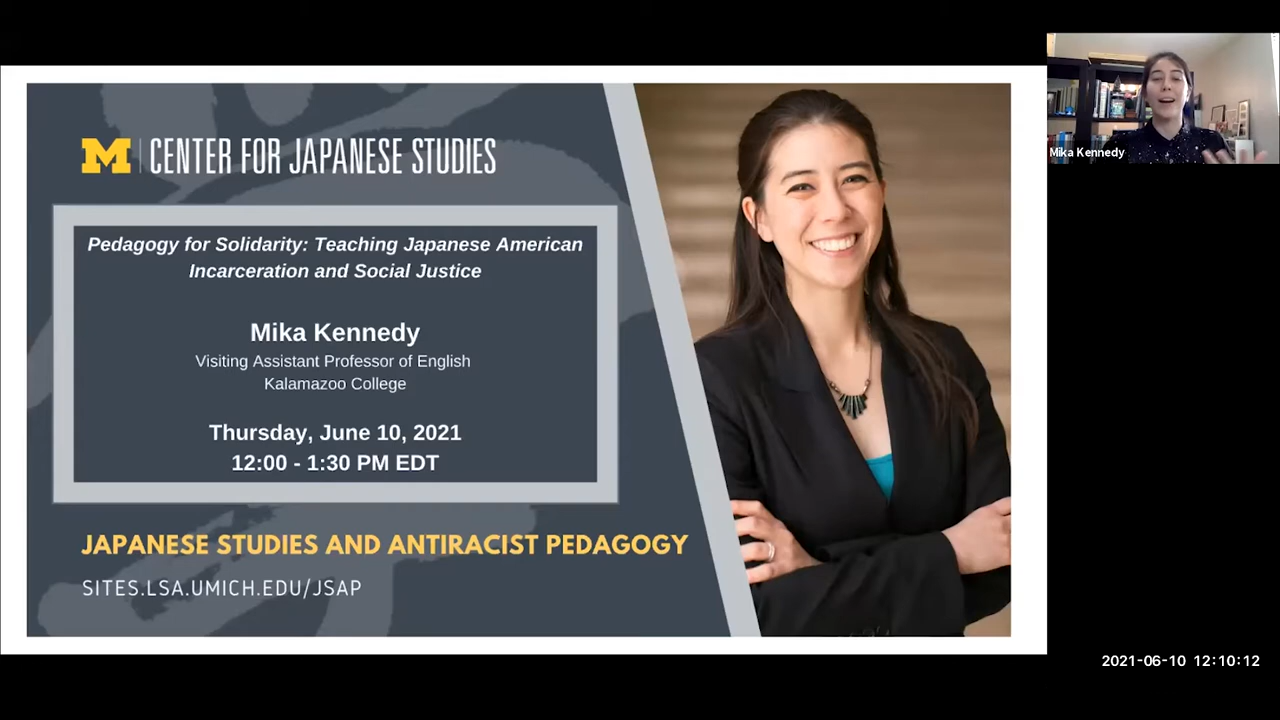 M | CENTER FOR JAPANESE STUDIES
Pedagogy for Solidarity: Teaching Japanese American
Incarceration and Social Justice
Mika Kennedy
Visiting Assistant Professor of English
Kalamazoo College
Thursday, June 10, 2021
12:00 - 1:30 PM EDT
JAPANESE STUDIES AND ANTIRACIST PEDAGOGY
SITES.LSA.UMICH.EDU/JSAP
Mika Kennedy
2021-06-10 12:10:12